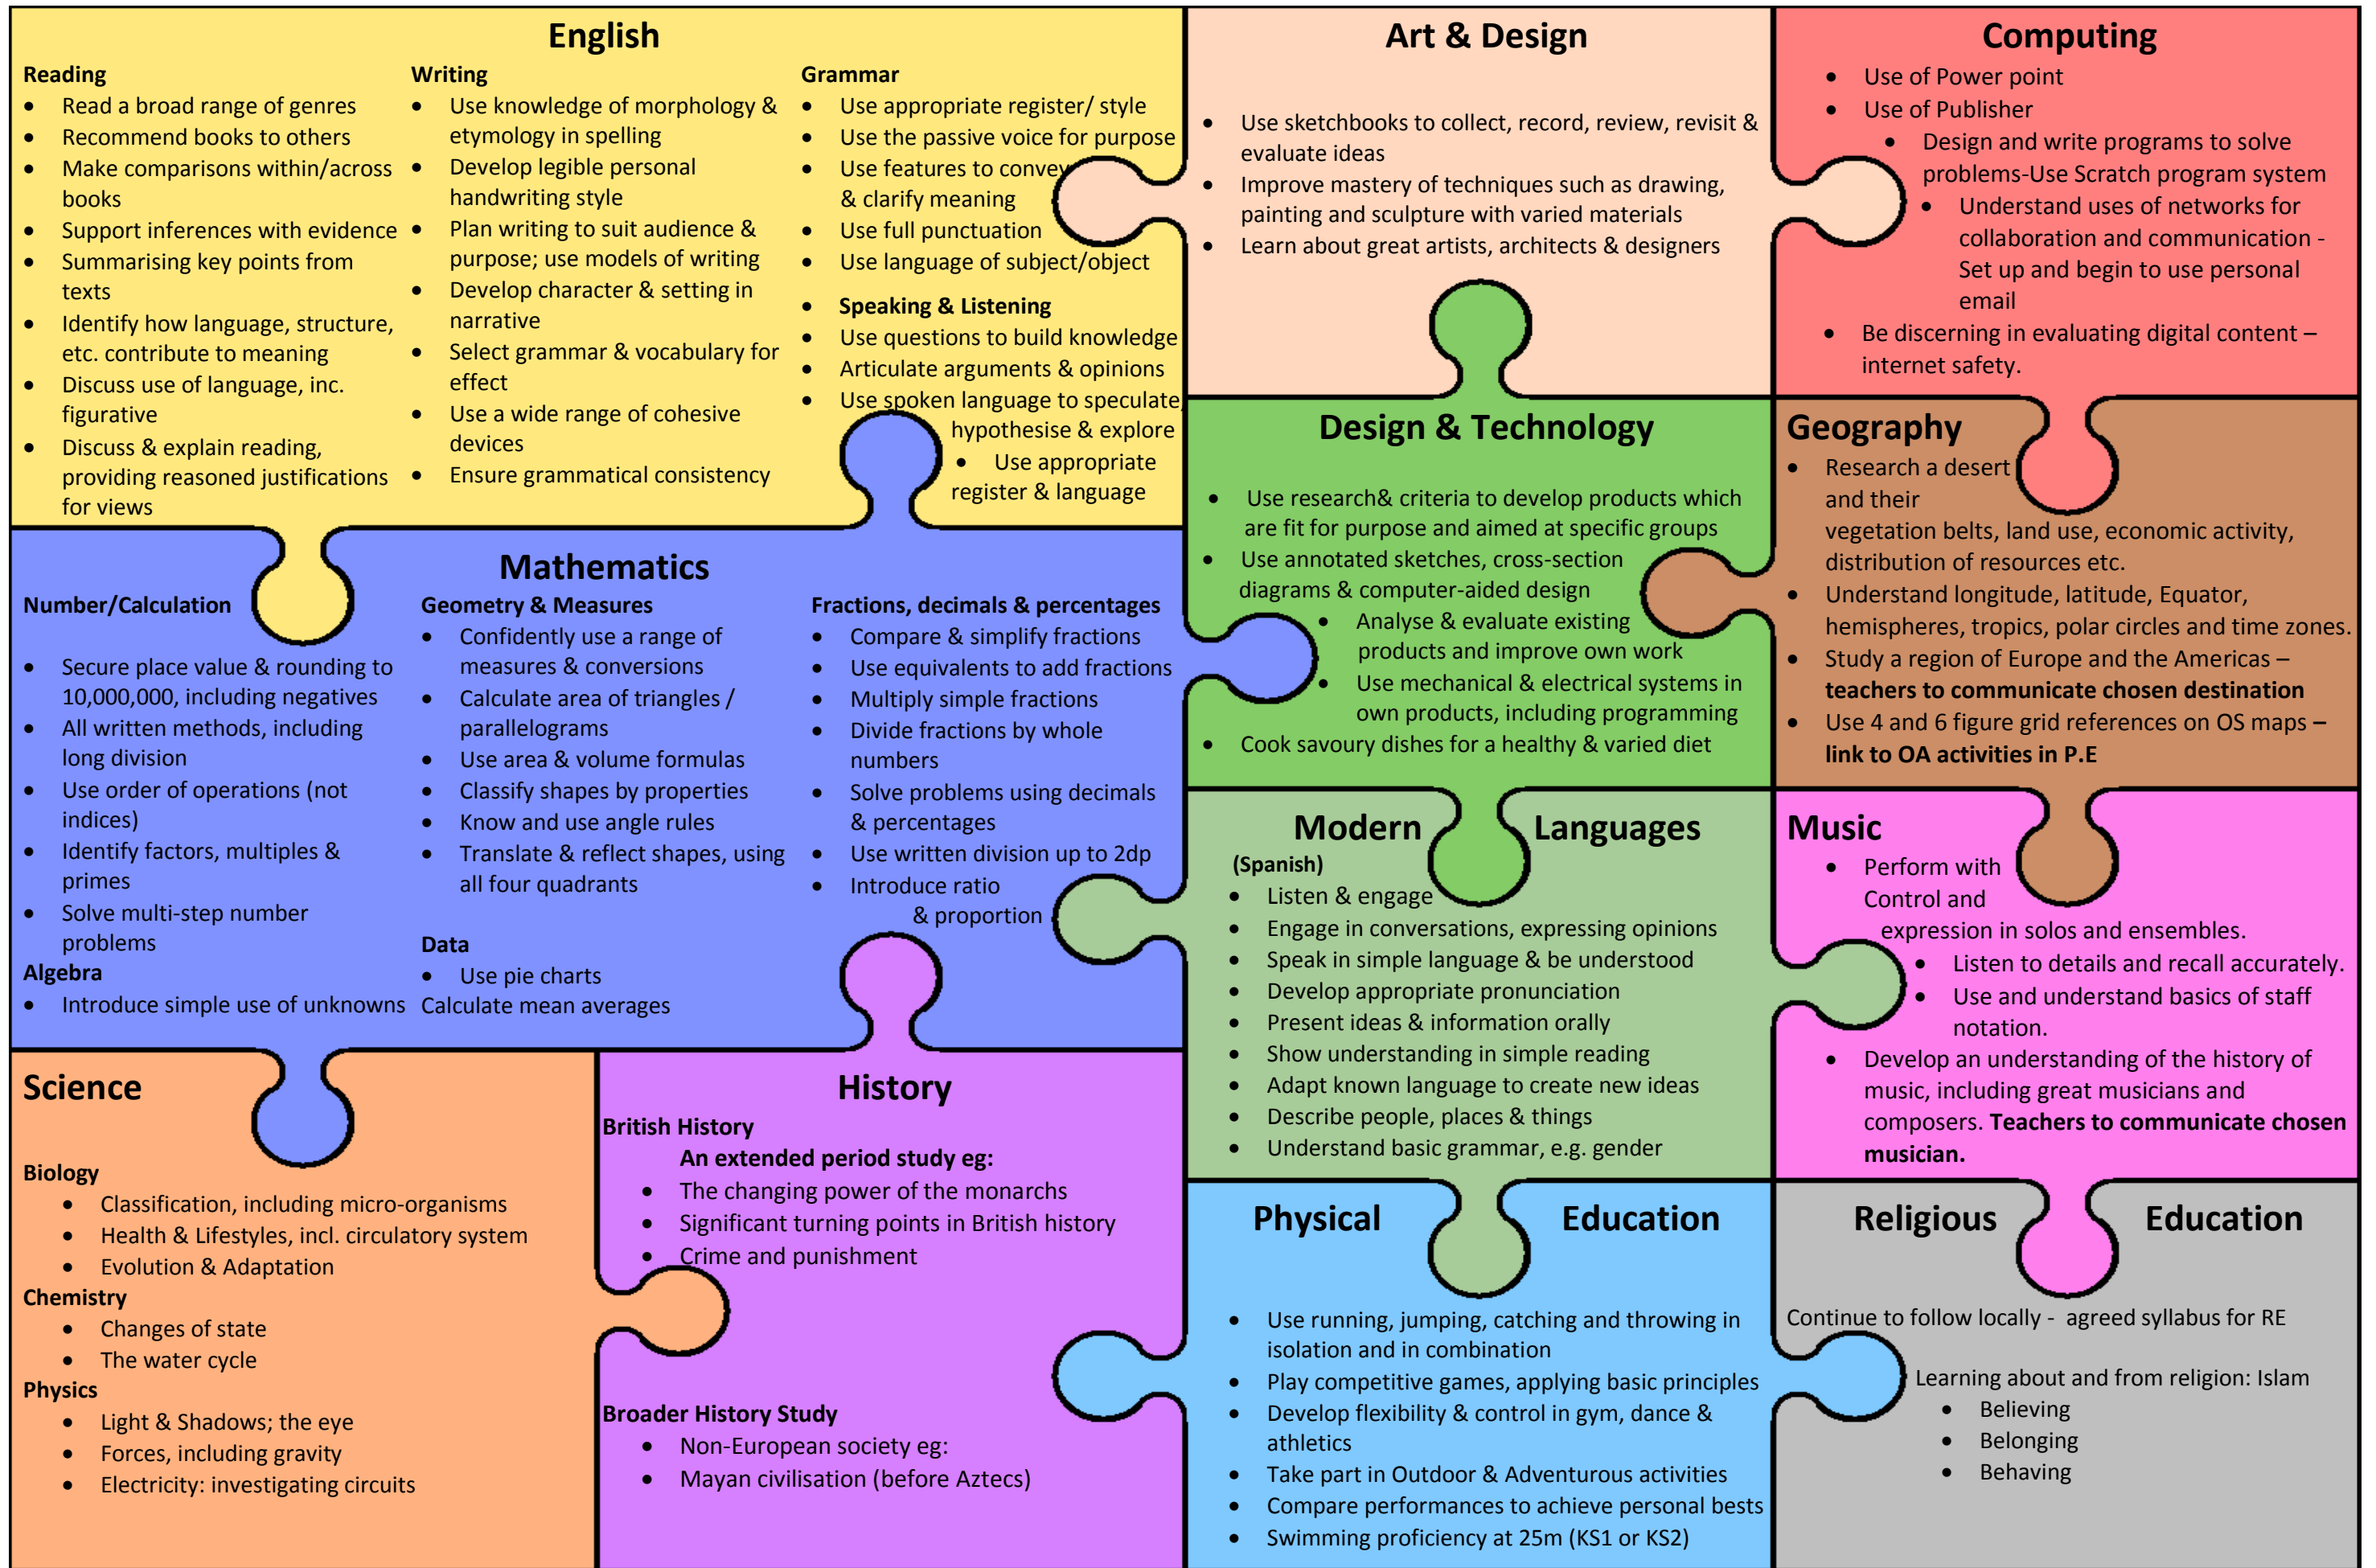 English
Reading
• Read a broad range of genres
• Recommend books to others
• Make comparisons within/across
books
• Support inferences with evidence
• Summarising key points from
texts
• Identify how language, structure,
etc. contribute to meaning
• Discuss use of language, inc.
figurative
• Discuss & explain reading,
providing reasoned justifications
for views
Writing
• Use knowledge of morphology &
etymology in spelling
• Develop legible personal
handwriting style
• Plan writing to suit audience &
purpose; use models of writing
• Develop character & setting in
narrative
• Select grammar & vocabulary for
effect
• Use a wide range of cohesive
devices
• Ensure grammatical consistency
Grammar
• Use appropriate register/ style
• Use the passive voice for purpose
• Use features to convey
& clarify meaning
• Use full punctuation
• Use language of subject/object
• Speaking & Listening
• Use questions to build knowledge
• Articulate arguments & opinions
• Use spoken language to speculate,
hypothesise & explore
• Use appropriate
register & language
Art & Design
• Use sketchbooks to collect, record, review, revisit &
evaluate ideas
• Improve mastery of techniques such as drawing,
painting and sculpture with varied materials
• Learn about great artists, architects & designers
Computing
• Use of Power point
• Use of Publisher
• Design and write programs to solve
problems-Use Scratch program system
• Understand uses of networks for
collaboration and communication -
Set up and begin to use personal
email
• Be discerning in evaluating digital content –
internet safety.
Mathematics
Number/Calculation
• Secure place value & rounding to
10,000,000, including negatives
• All written methods, including
long division
• Use order of operations (not
indices)
• Identify factors, multiples &
primes
• Solve multi-step number
problems
Algebra
• Introduce simple use of unknowns
Geometry & Measures
• Confidently use a range of
measures & conversions
• Calculate area of triangles /
parallelograms
• Use area & volume formulas
• Classify shapes by properties
• Know and use angle rules
• Translate & reflect shapes, using
all four quadrants
Data
• Use pie charts
Calculate mean averages
Fractions, decimals & percentages
• Compare & simplify fractions
• Use equivalents to add fractions
• Multiply simple fractions
• Divide fractions by whole
numbers
• Solve problems using decimals
& percentages
• Use written division up to 2dp
• Introduce ratio
& proportion
Design & Technology
• Use research& criteria to develop products which
are fit for purpose and aimed at specific groups
• Use annotated sketches, cross-section
diagrams & computer-aided design
• Analyse & evaluate existing
products and improve own work
• Use mechanical & electrical systems in
own products, including programming
• Cook savoury dishes for a healthy & varied diet
Geography
• Research a desert
and their
vegetation belts, land use, economic activity,
distribution of resources etc.
• Understand longitude, latitude, Equator,
hemispheres, tropics, polar circles and time zones.
• Study a region of Europe and the Americas –
teachers to communicate chosen destination
• Use 4 and 6 figure grid references on OS maps –
link to OA activities in P.E
Modern Languages
(Spanish)
• Listen & engage
• Engage in conversations, expressing opinions
• Speak in simple language & be understood
• Develop appropriate pronunciation
• Present ideas & information orally
• Show understanding in simple reading
• Adapt known language to create new ideas
• Describe people, places & things
• Understand basic grammar, e.g. gender
Music
• Perform with
Control and
expression in solos and ensembles.
• Listen to details and recall accurately.
• Use and understand basics of staff
notation.
• Develop an understanding of the history of
music, including great musicians and
composers. Teachers to communicate chosen
musician.
Science
Biology
• Classification, including micro-organisms
• Health & Lifestyles, incl. circulatory system
• Evolution & Adaptation
Chemistry
• Changes of state
• The water cycle
Physics
• Light & Shadows; the eye
• Forces, including gravity
• Electricity: investigating circuits
History
British History
An extended period study eg:
• The changing power of the monarchs
• Significant turning points in British history
• Crime and punishment
Broader History Study
• Non-European society eg:
• Mayan civilisation (before Aztecs)
Physical Education
• Use running, jumping, catching and throwing in
isolation and in combination
• Play competitive games, applying basic principles
• Develop flexibility & control in gym, dance &
athletics
• Take part in Outdoor & Adventurous activities
• Compare performances to achieve personal bests
• Swimming proficiency at 25m (KS1 or KS2)
Religious Education
Continue to follow locally - agreed syllabus for RE
Learning about and from religion: Islam
• Believing
• Belonging
• Behaving